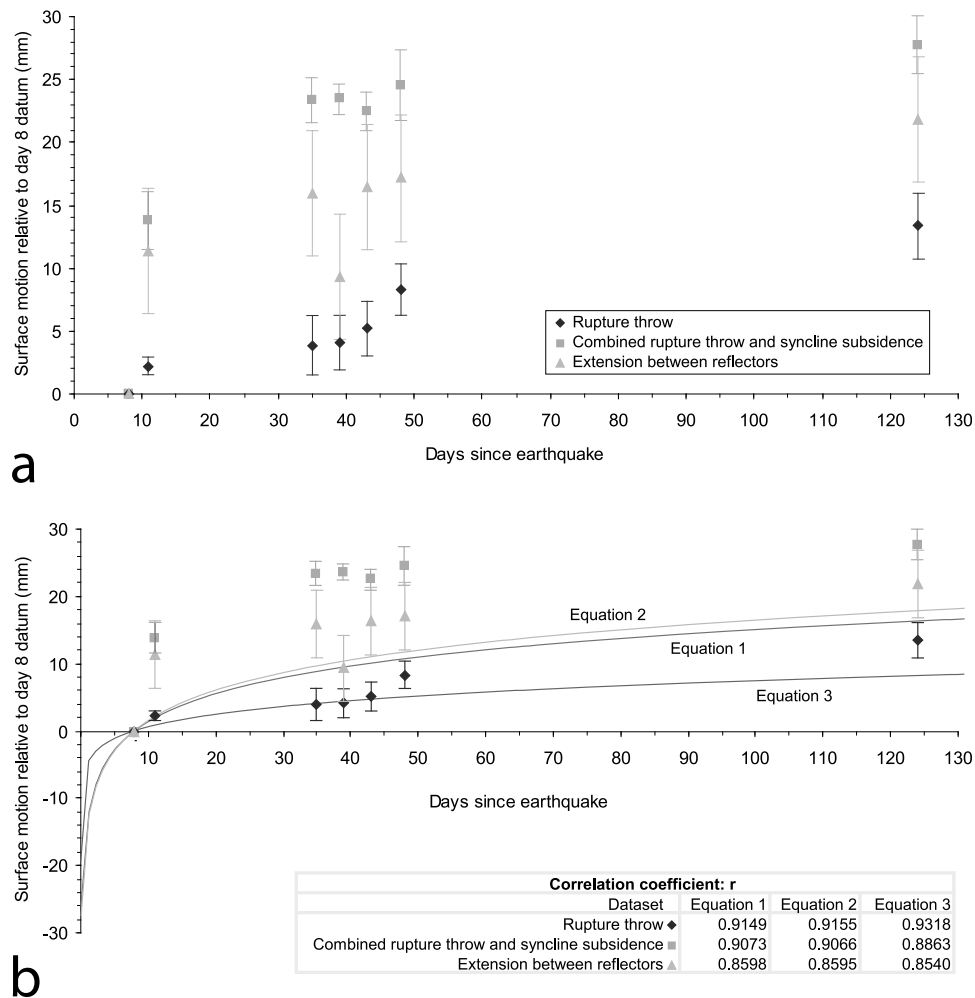 30
25
20
15
10
5
0
Surface motion relative to day 8 datum (mm)
Rupture throw
Combined rupture throw and syncline subsidence
Extension between reflectors
0 10 20 30 40 50 60 70 80 90 100 110 120 130
Days since earthquake
a
30
20
10
0
-10
-20
-30
Surface motion relative to day 8 datum (mm)
Equation 2
Equation 1
Equation 3
10 20 30 40 50 60 70 80 90 100 110 120 130
Days since earthquake
Correlation coefficient: r
Dataset Equation 1 Equation 2 Equation 3
Rupture throw 0.9149 0.9155 0.9318
Combined rupture throw and syncline subsidence 0.9073 0.9066 0.8863
Extension between reflectors 0.8598 0.8595 0.8540
b